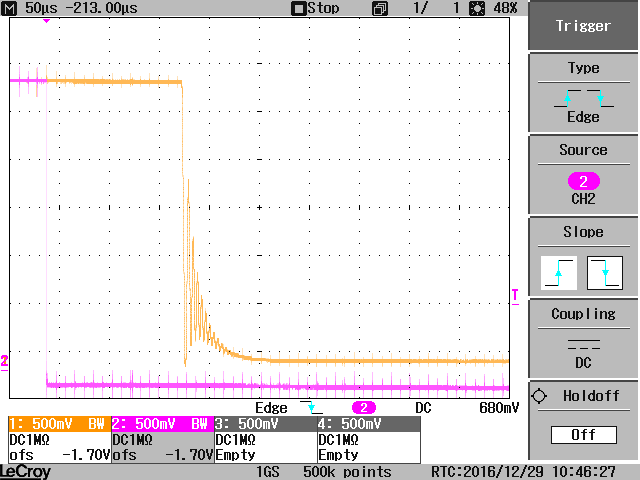 M 50µs -213.00µs Stop 1/ 1 48%
Trigger
Type
Edge
Source
2
CH2
Slope
T
Coupling
DC
2
Holdoff
Off
Edge 2 DC 680mV
1: 500mV BW 2: 500mV BW 3: 500mV 4: 500mV
DC1MΩ DC1MΩ DC1MΩ DC1MΩ
ofs -1.70V ofs -1.70V Empty Empty
LeCroy 1GS 500k points RTC:2016/12/29 10:46:27